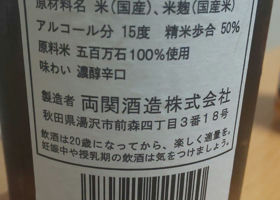 原材料名 米(国産)、米麹(国産米)
アルコール分 15度 精米歩合 50%
原料米 五百万石100%使用
味わい 濃醇辛口
製造者 両関酒造株式会社
秋田県湯沢市前森四丁目3番18号
飲酒は20歳になってから、楽しく適量を。
妊娠中や授乳期の飲酒は気をつけましょう。